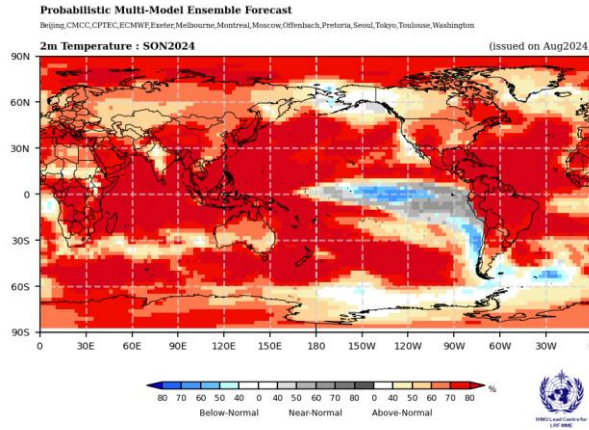 Probabilistic Multi-Model Ensemble Forecast
Beijing,CMCC,CPTEC,ECMWF,Exeter,Melbourne,Montreal,Moscow,Offenbach,Pretoria,Seoul,Tokyo,Toulouse,Washington
2m Temperature : SON2024 (issued on Aug2024)
90N
60N
30N
0
30S
60S
90S
0 30E 60E 90E 120E 150E 180 150W 120W 90W 60W 30W 0
80 70 60 50 40 0 40 50 60 70 80 0 40 50 60 70 80 %
Below-Normal Near-Normal Above-Normal
WMO Lead Centre for
LRF MME